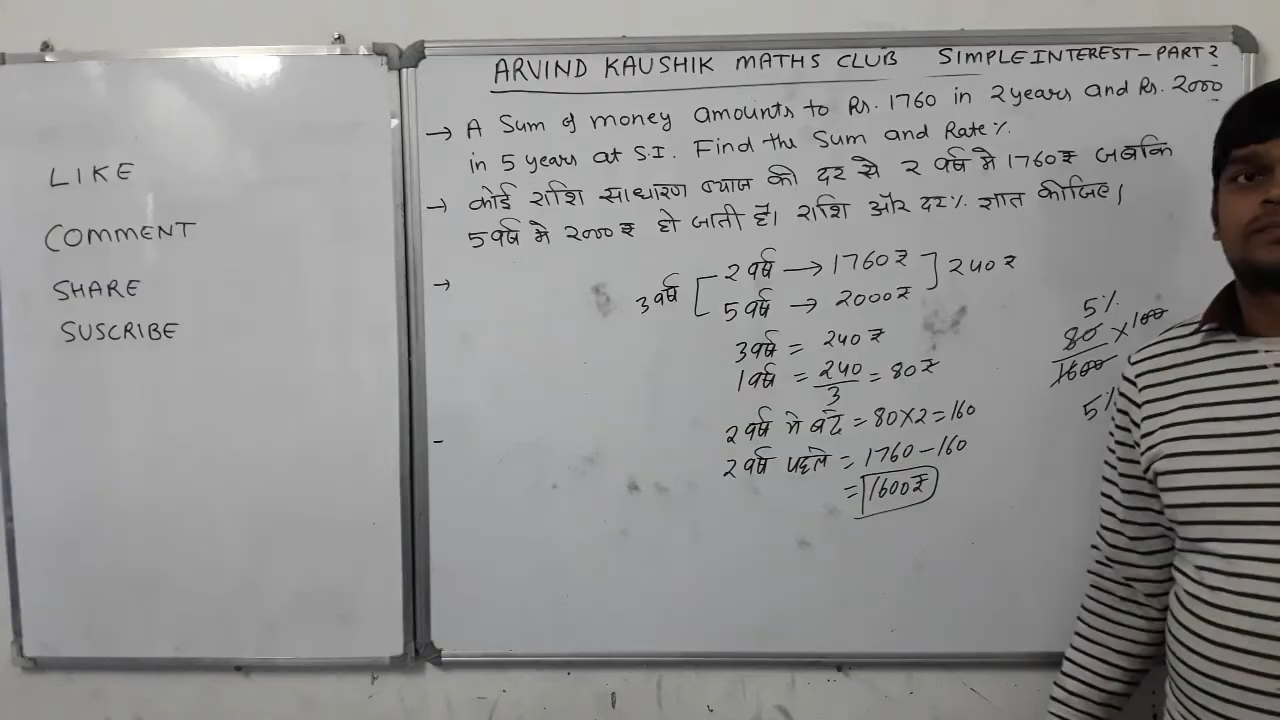 LIKE
COMMENT
SHARE
SUSCRIBE
ARVIND KAUSHIK MATHS CLUB SIMPLE INTEREST-PART 2
→ A Sum of money amounts to Rs. 1760 in 2 years and Rs. 2000
in 5 years at S.I. Find the Sum and Rate%.
→ कोई राशि साधारण ब्याज की दर से 2 वर्ष मे 1760₹ जबकि
5 वर्ष मे 2000₹ हो जाती है। राशि और दर% ज्ञात कीजिए।
→ 3 वर्ष [ 2 वर्ष → 1760₹ ] 240₹
5 वर्ष → 2000₹
3 वर्ष = 240₹
1 वर्ष = 240/3 = 80₹
2 वर्ष मे बढे = 80×2=160
2 वर्ष पहले = 1760-160
= 1600₹
5%
80×100
1600
5%